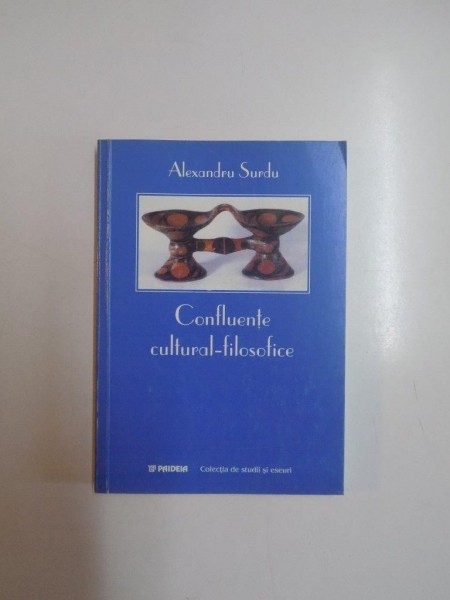 Alexandru Surdu
Confluențe
cultural-filosofice
PAIDEIA Colecția de studii și eseuri